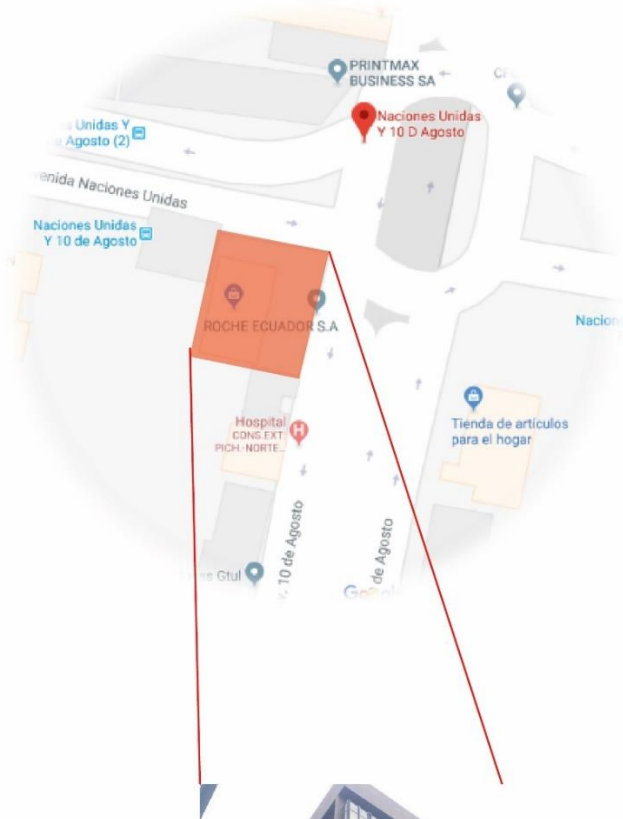 PRINTMAX
BUSINESS SA
Naciones Unidas
Y 10 D Agosto
Unidas Y
Agosto (2)
enida Naciones Unidas
Naciones Unidas
Y 10 de Agosto
ROCHE ECUADOR S.A
Nacion
Hospital
CONS.EXT.
PICH.-NORTE...
Tienda de artículos
para el hogar
10 de Agosto
de Agosto
as Gtul